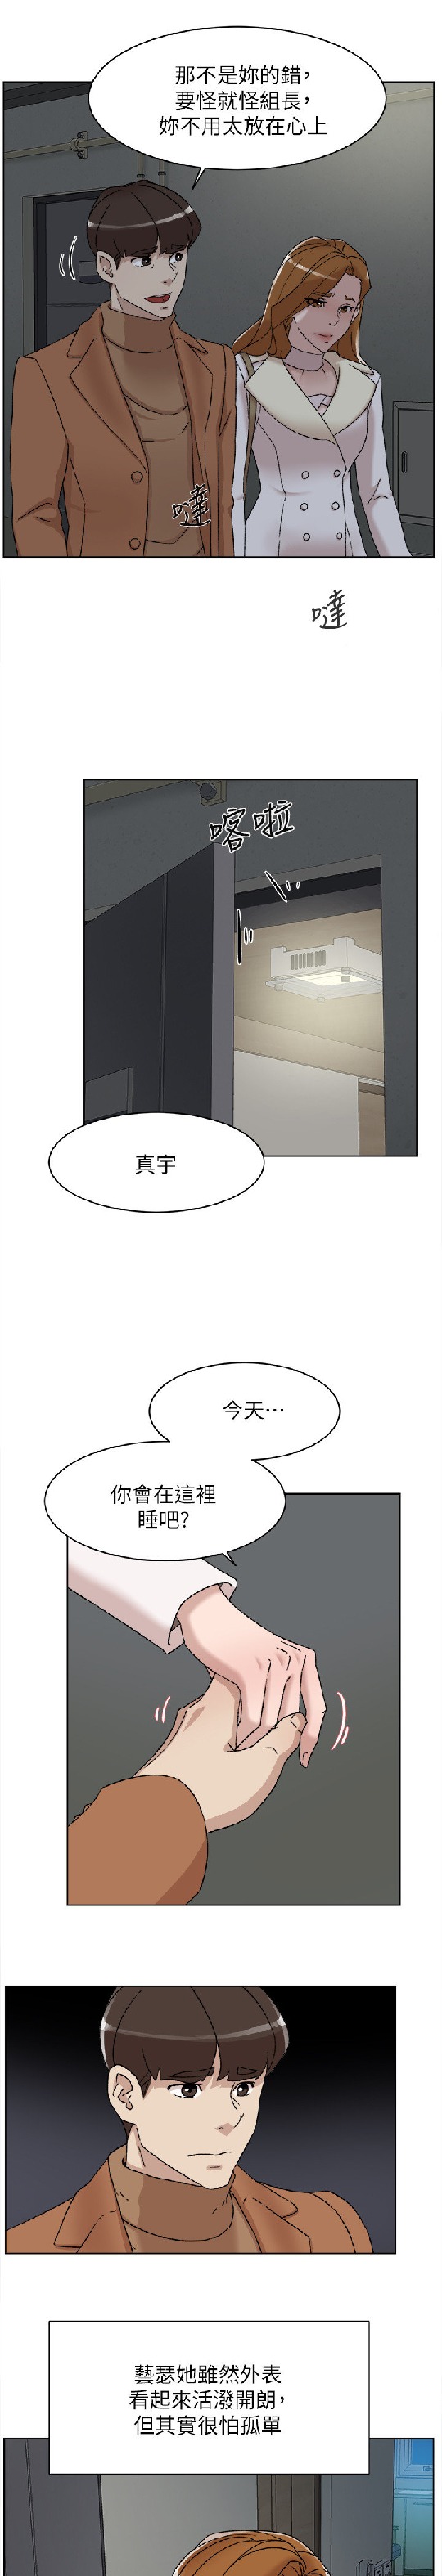 那不是妳的錯，
要怪就怪組長，
妳不用太放在心上
噠
噠
喀啦
真宇
今天…
你會在這裡
睡吧？
藝瑟她雖然外表
看起來活潑開朗，
但其實很怕孤單